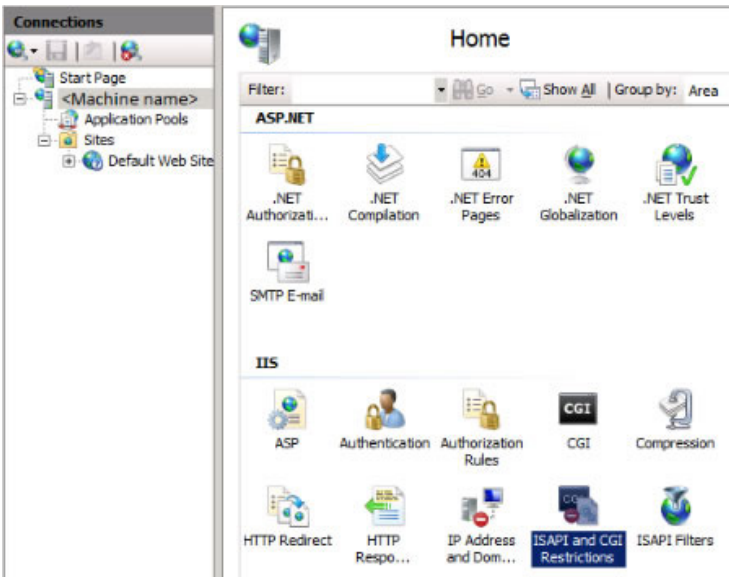 Connections
Start Page
<Machine name>
Application Pools
Sites
Default Web Site
Home
Filter:
Go
Show All
Group by: Area
ASP.NET
.NET Authorizati...
.NET Compilation
404
.NET Error Pages
.NET Globalization
.NET Trust Levels
SMTP E-mail
IIS
ASP
Authentication
Authorization Rules
CGI
CGI
Compression
HTTP Redirect
HTTP Respo...
IP Address and Dom...
CGI
ISAPI and CGI Restrictions
ISAPI Filters